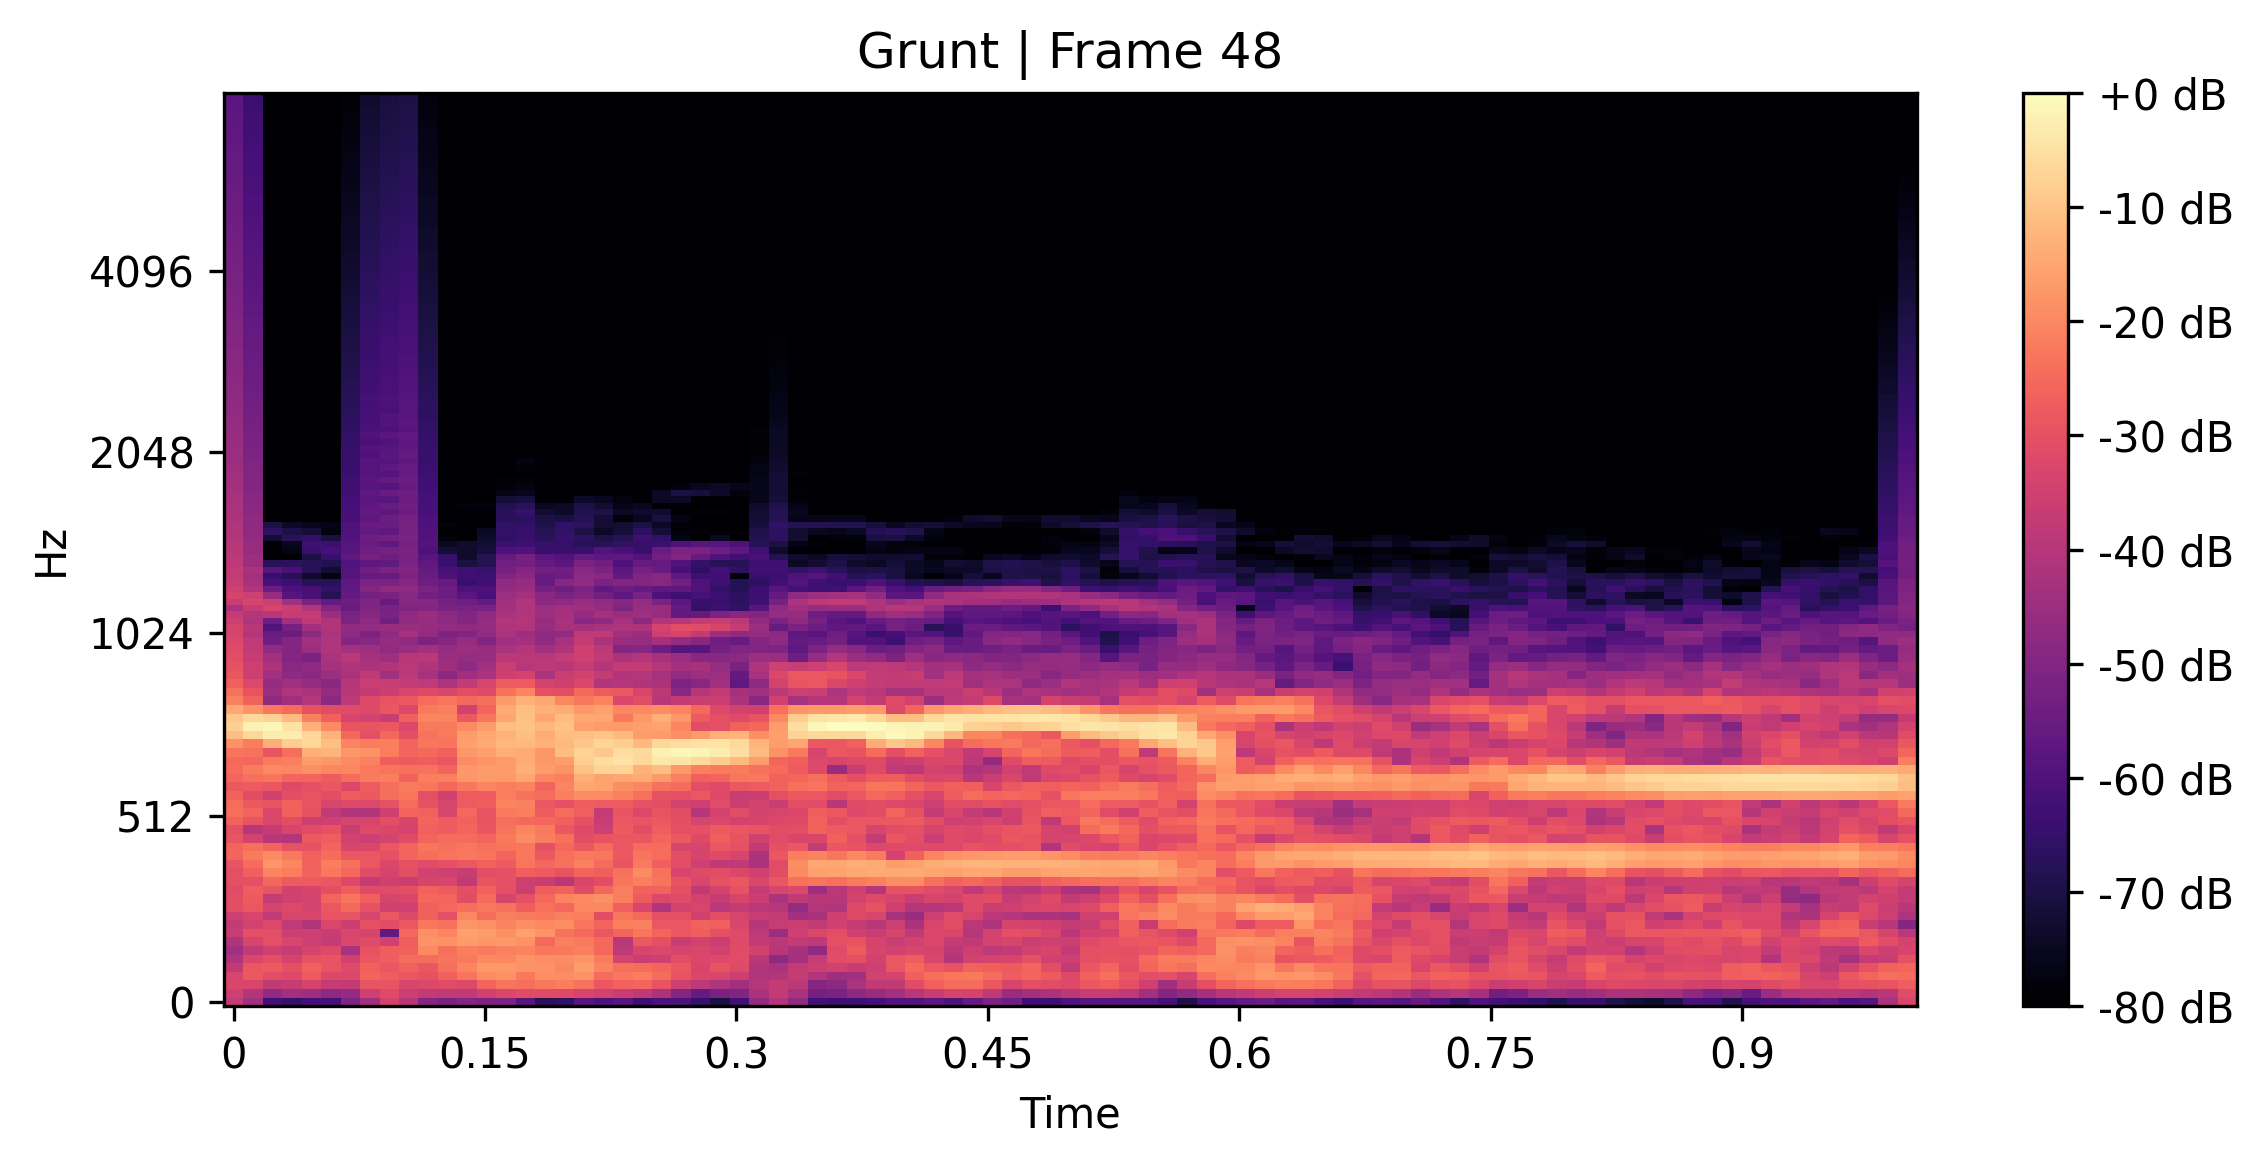 Grunt | Frame 48
+0 dB
-10 dB
-20 dB
-30 dB
-40 dB
-50 dB
-60 dB
-70 dB
-80 dB
Hz
4096
2048
1024
512
0
0 0.15 0.3 0.45 0.6 0.75 0.9
Time